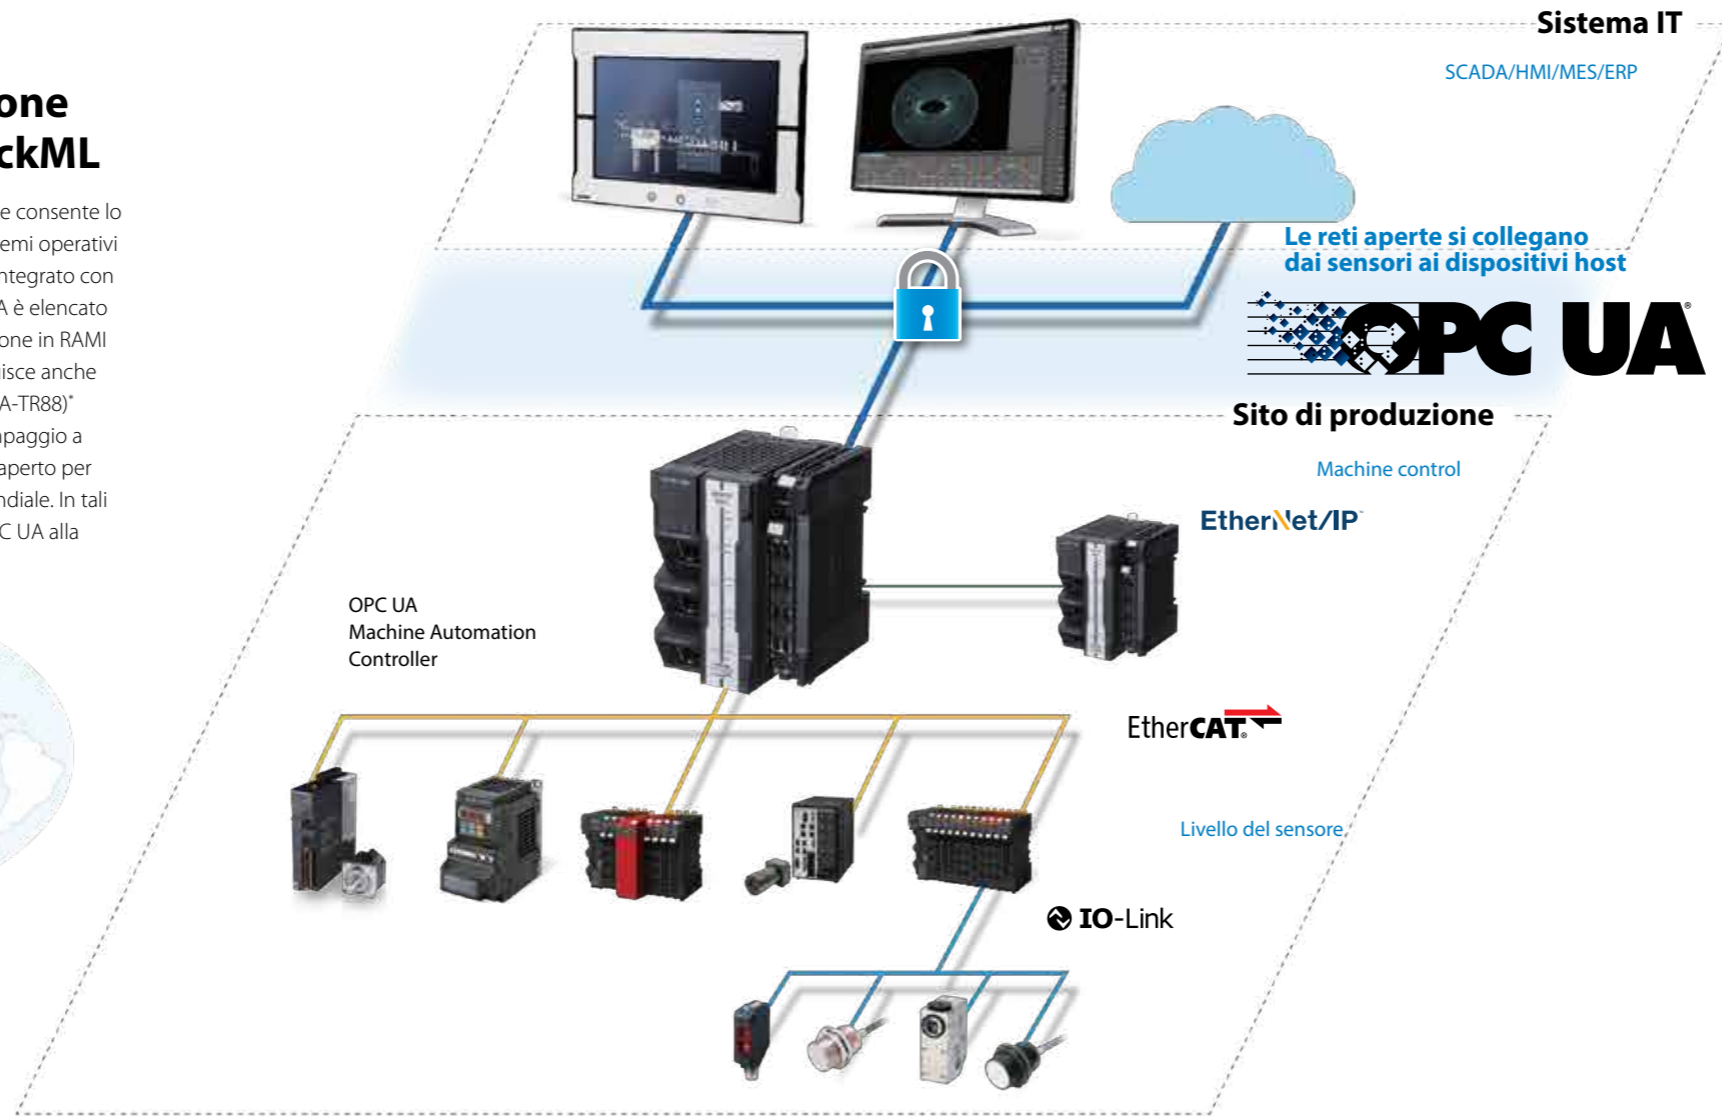 one
ckML
e consente lo
emi operativi
ntegrato con
A è elencato
one in RAMI
isce anche
A-TR88)*
npaggio a
aperto per
ndiale. In tali
C UA alla
Sistema IT
SCADA/HMI/MES/ERP
Le reti aperte si collegano
dai sensori ai dispositivi host
OPC UA®
Sito di produzione
Machine control
EtherNet/IP™
OPC UA
Machine Automation
Controller
EtherCAT®
Livello del sensore
IO-Link